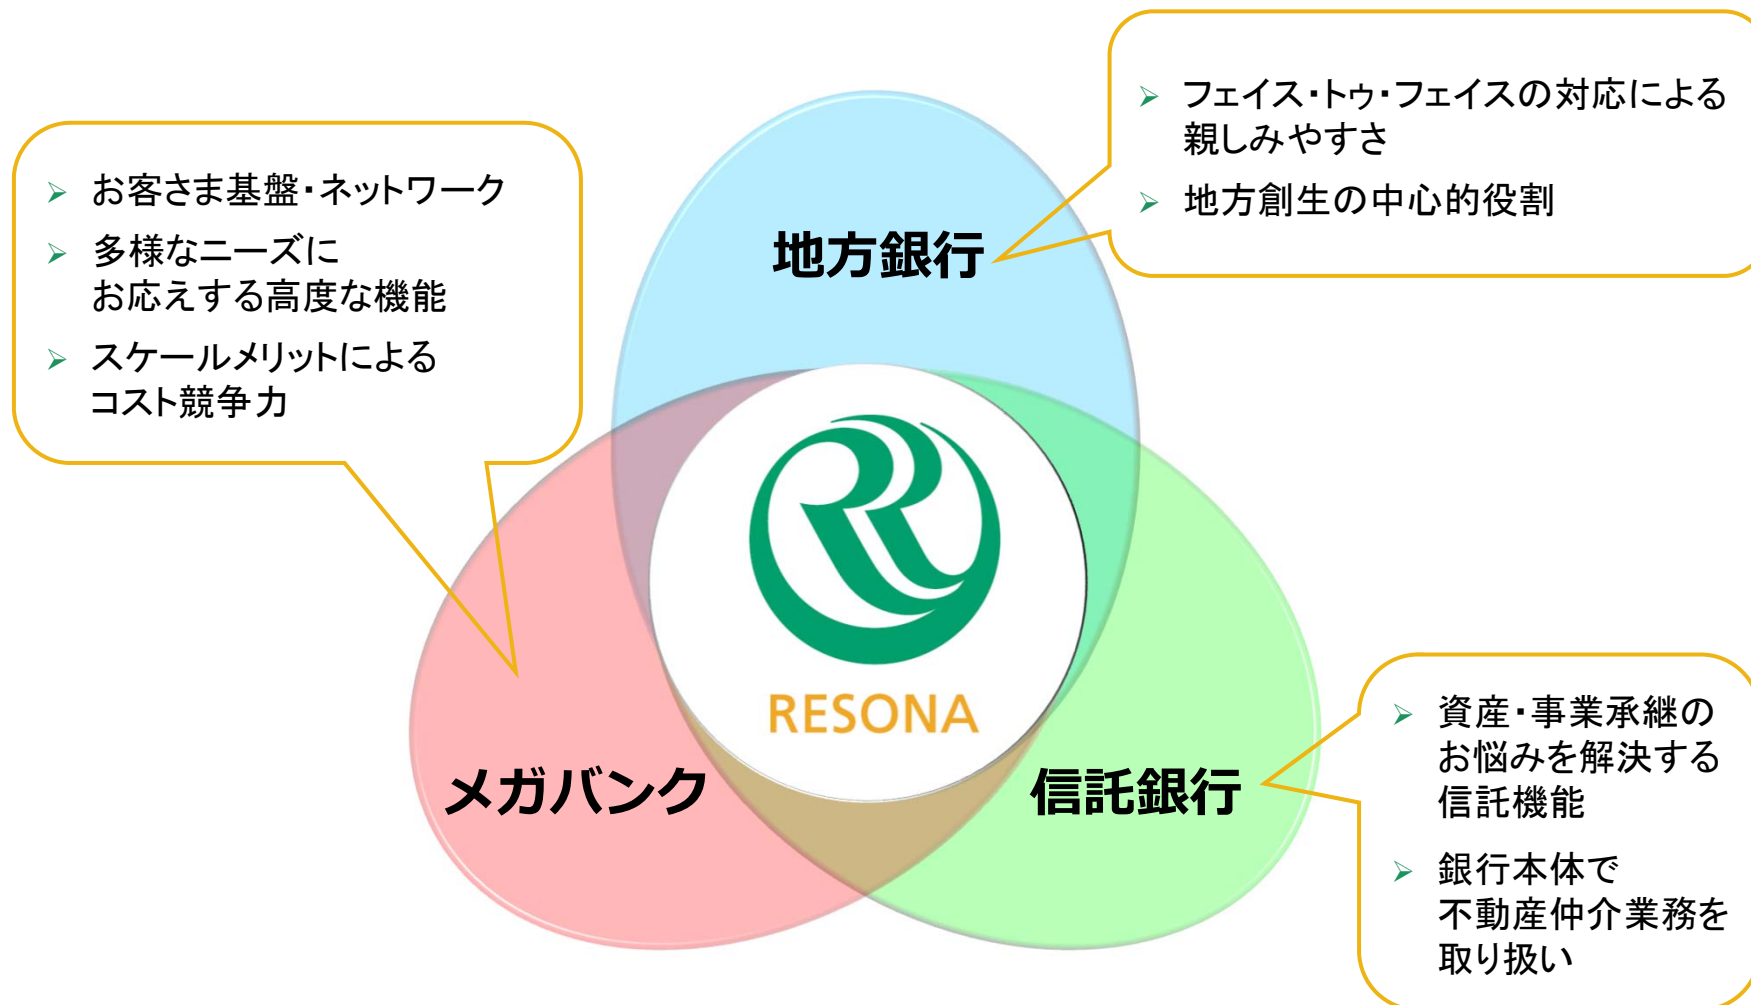 フェイス・トゥ・フェイスの対応による
親しみやすさ
地方創生の中心的役割
お客さま基盤・ネットワーク
多様なニーズに
お応えする高度な機能
スケールメリットによる
コスト競争力
地方銀行
RESONA
メガバンク
信託銀行
資産・事業承継の
お悩みを解決する
信託機能
銀行本体で
不動産仲介業務を
取り扱い